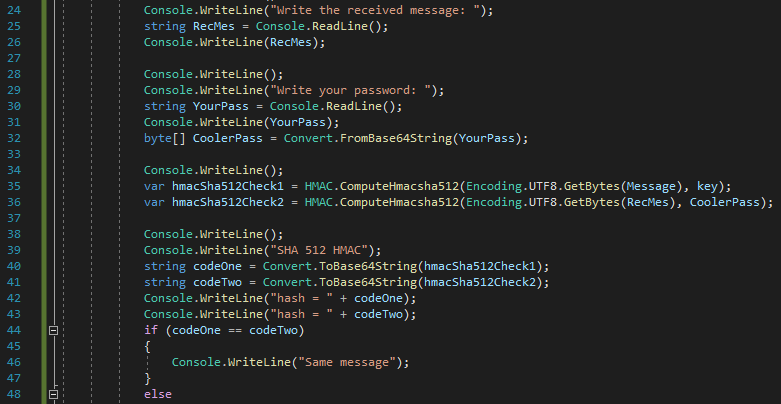 24 Console.WriteLine("Write the received message: ");
25 string RecMes = Console.ReadLine();
26 Console.WriteLine(RecMes);
27
28 Console.WriteLine();
29 Console.WriteLine("Write your password: ");
30 string YourPass = Console.ReadLine();
31 Console.WriteLine(YourPass);
32 byte[] CoolerPass = Convert.FromBase64String(YourPass);
33
34 Console.WriteLine();
35 var hmacSha512Check1 = HMAC.ComputeHmacsha512(Encoding.UTF8.GetBytes(Message), key);
36 var hmacSha512Check2 = HMAC.ComputeHmacsha512(Encoding.UTF8.GetBytes(RecMes), CoolerPass);
37
38 Console.WriteLine();
39 Console.WriteLine("SHA 512 HMAC");
40 string codeOne = Convert.ToBase64String(hmacSha512Check1);
41 string codeTwo = Convert.ToBase64String(hmacSha512Check2);
42 Console.WriteLine("hash = " + codeOne);
43 Console.WriteLine("hash = " + codeTwo);
44 if (codeOne == codeTwo)
45 {
46 Console.WriteLine("Same message");
47 }
48 else